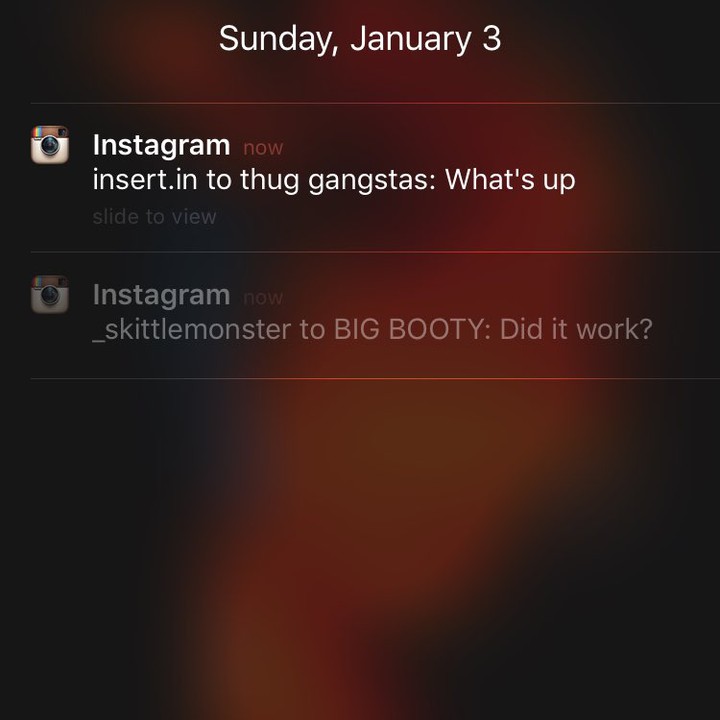 Sunday, January 3
Instagram now
insert.in to thug gangstas: What's up
slide to view
Instagram now
_skittlemonster to BIG BOOTY: Did it work?